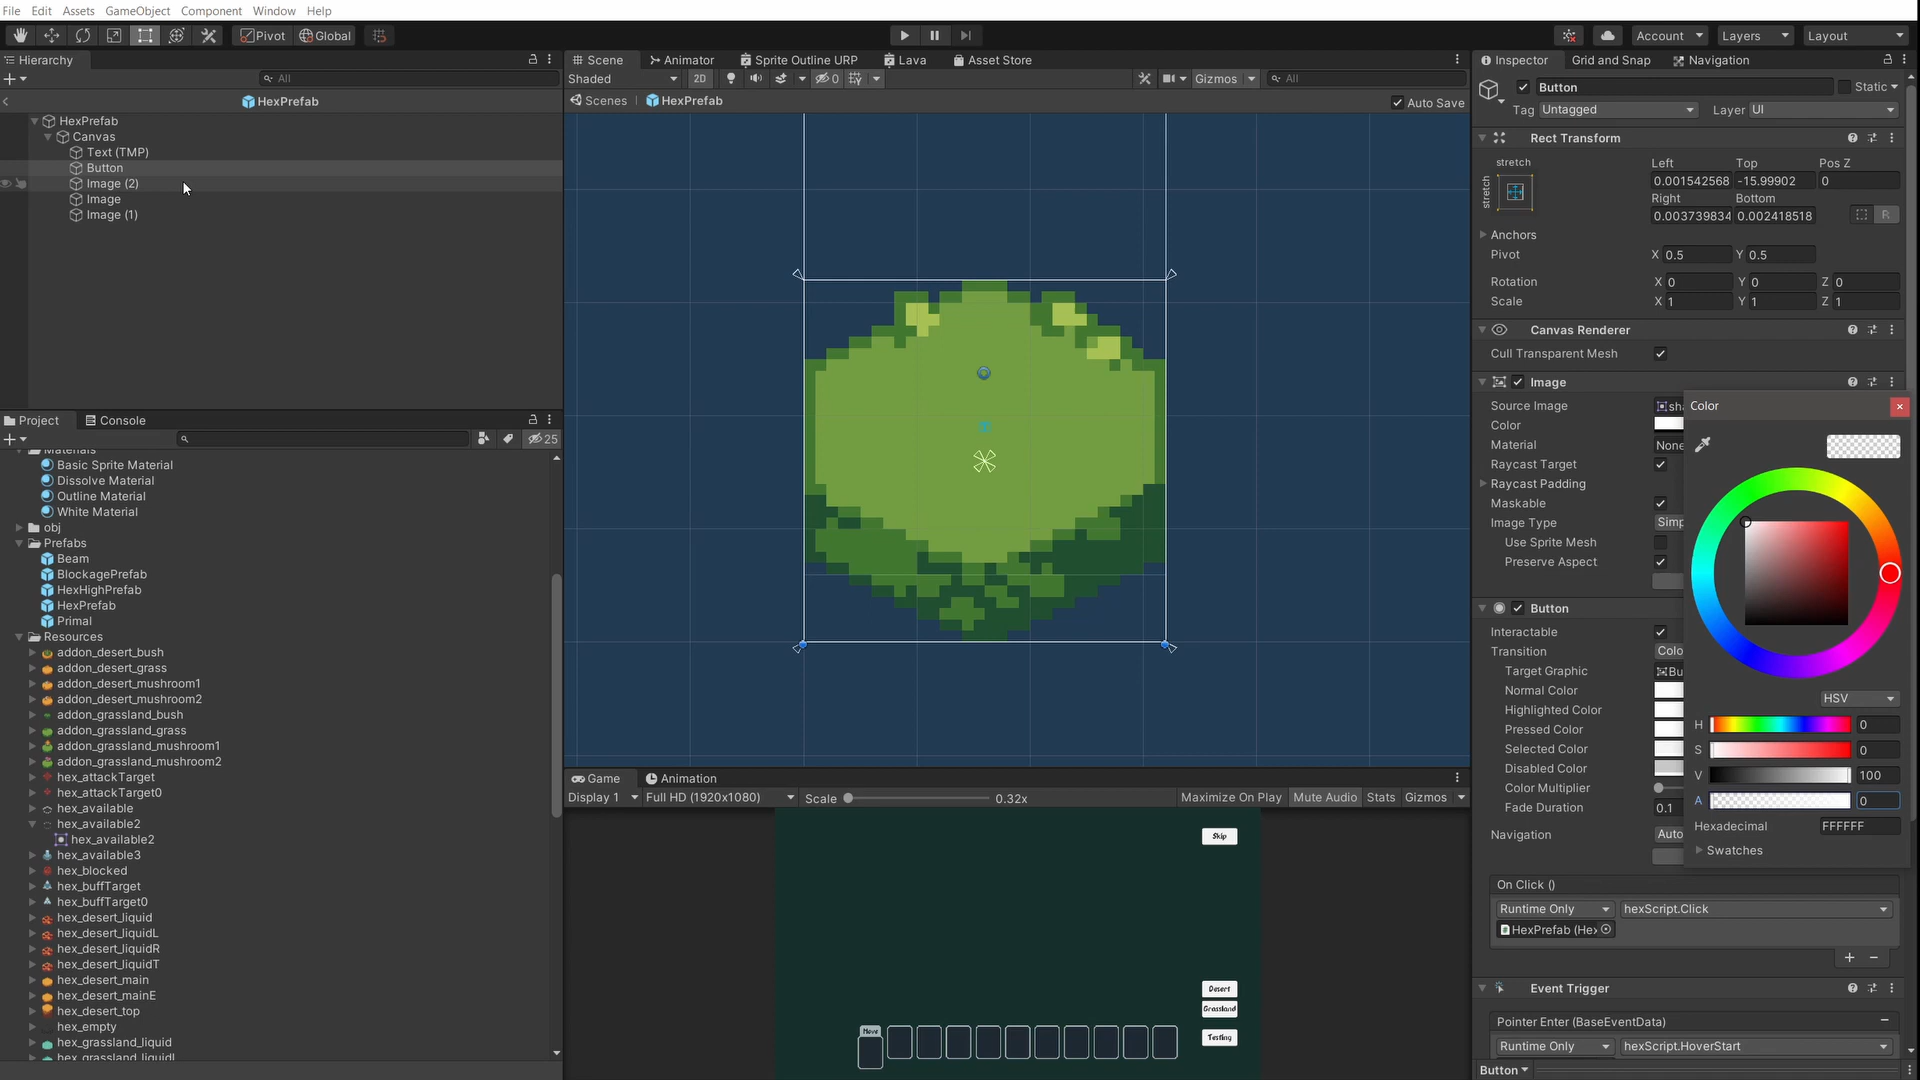 File Edit Assets GameObject Component Window Help
Pivot Global Account Layers Layout
Hierarchy
All
HexPrefab
HexPrefab
Canvas
Text (TMP)
Button
Image (2)
Image
Image (1)
Project Console
25
Materials
Basic Sprite Material
Dissolve Material
Outline Material
White Material
obj
Prefabs
Beam
BlockagePrefab
HexHighPrefab
HexPrefab
Primal
Resources
addon_desert_bush
addon_desert_grass
addon_desert_mushroom1
addon_desert_mushroom2
addon_grassland_bush
addon_grassland_grass
addon_grassland_mushroom1
addon_grassland_mushroom2
hex_attackTarget
hex_attackTarget0
hex_available
hex_available2
hex_available2
hex_available3
hex_blocked
hex_buffTarget
hex_buffTarget0
hex_desert_liquid
hex_desert_liquidL
hex_desert_liquidR
hex_desert_liquidT
hex_desert_main
hex_desert_mainE
hex_desert_top
hex_empty
hex_grassland_liquid
hex_grassland_liquidL
Scene Animator Sprite Outline URP Lava Asset Store
Shaded 2D 0 Gizmos All
Scenes HexPrefab Auto Save
Game Animation
Display 1 Full HD (1920x1080) Scale 0.32x Maximize On Play Mute Audio Stats Gizmos
Skip
Desert
Grassland
Testing
Move
Inspector Grid and Snap Navigation
Button Static
Tag Untagged Layer UI
Rect Transform
stretch Left Top Pos Z
stretch 0.001542568 -15.99902 0
Right Bottom
0.003739834 0.002418518 R
Anchors
Pivot X 0.5 Y 0.5
Rotation X 0 Y 0 Z 0
Scale X 1 Y 1 Z 1
Canvas Renderer
Cull Transparent Mesh
Image
Source Image sha
Color
Material None
Raycast Target
Raycast Padding
Maskable
Image Type Simp
Use Sprite Mesh
Preserve Aspect
Button
Interactable
Transition Colo
Target Graphic Bu
Normal Color
Highlighted Color
Pressed Color
Selected Color
Disabled Color
Color Multiplier
Fade Duration 0.1
Navigation Auto
Color
HSV
H 0
S 0
V 100
A 0
Hexadecimal FFFFFF
Swatches
On Click ()
Runtime Only hexScript.Click
HexPrefab (Hex
Event Trigger
Pointer Enter (BaseEventData)
Runtime Only hexScript.HoverStart
Button